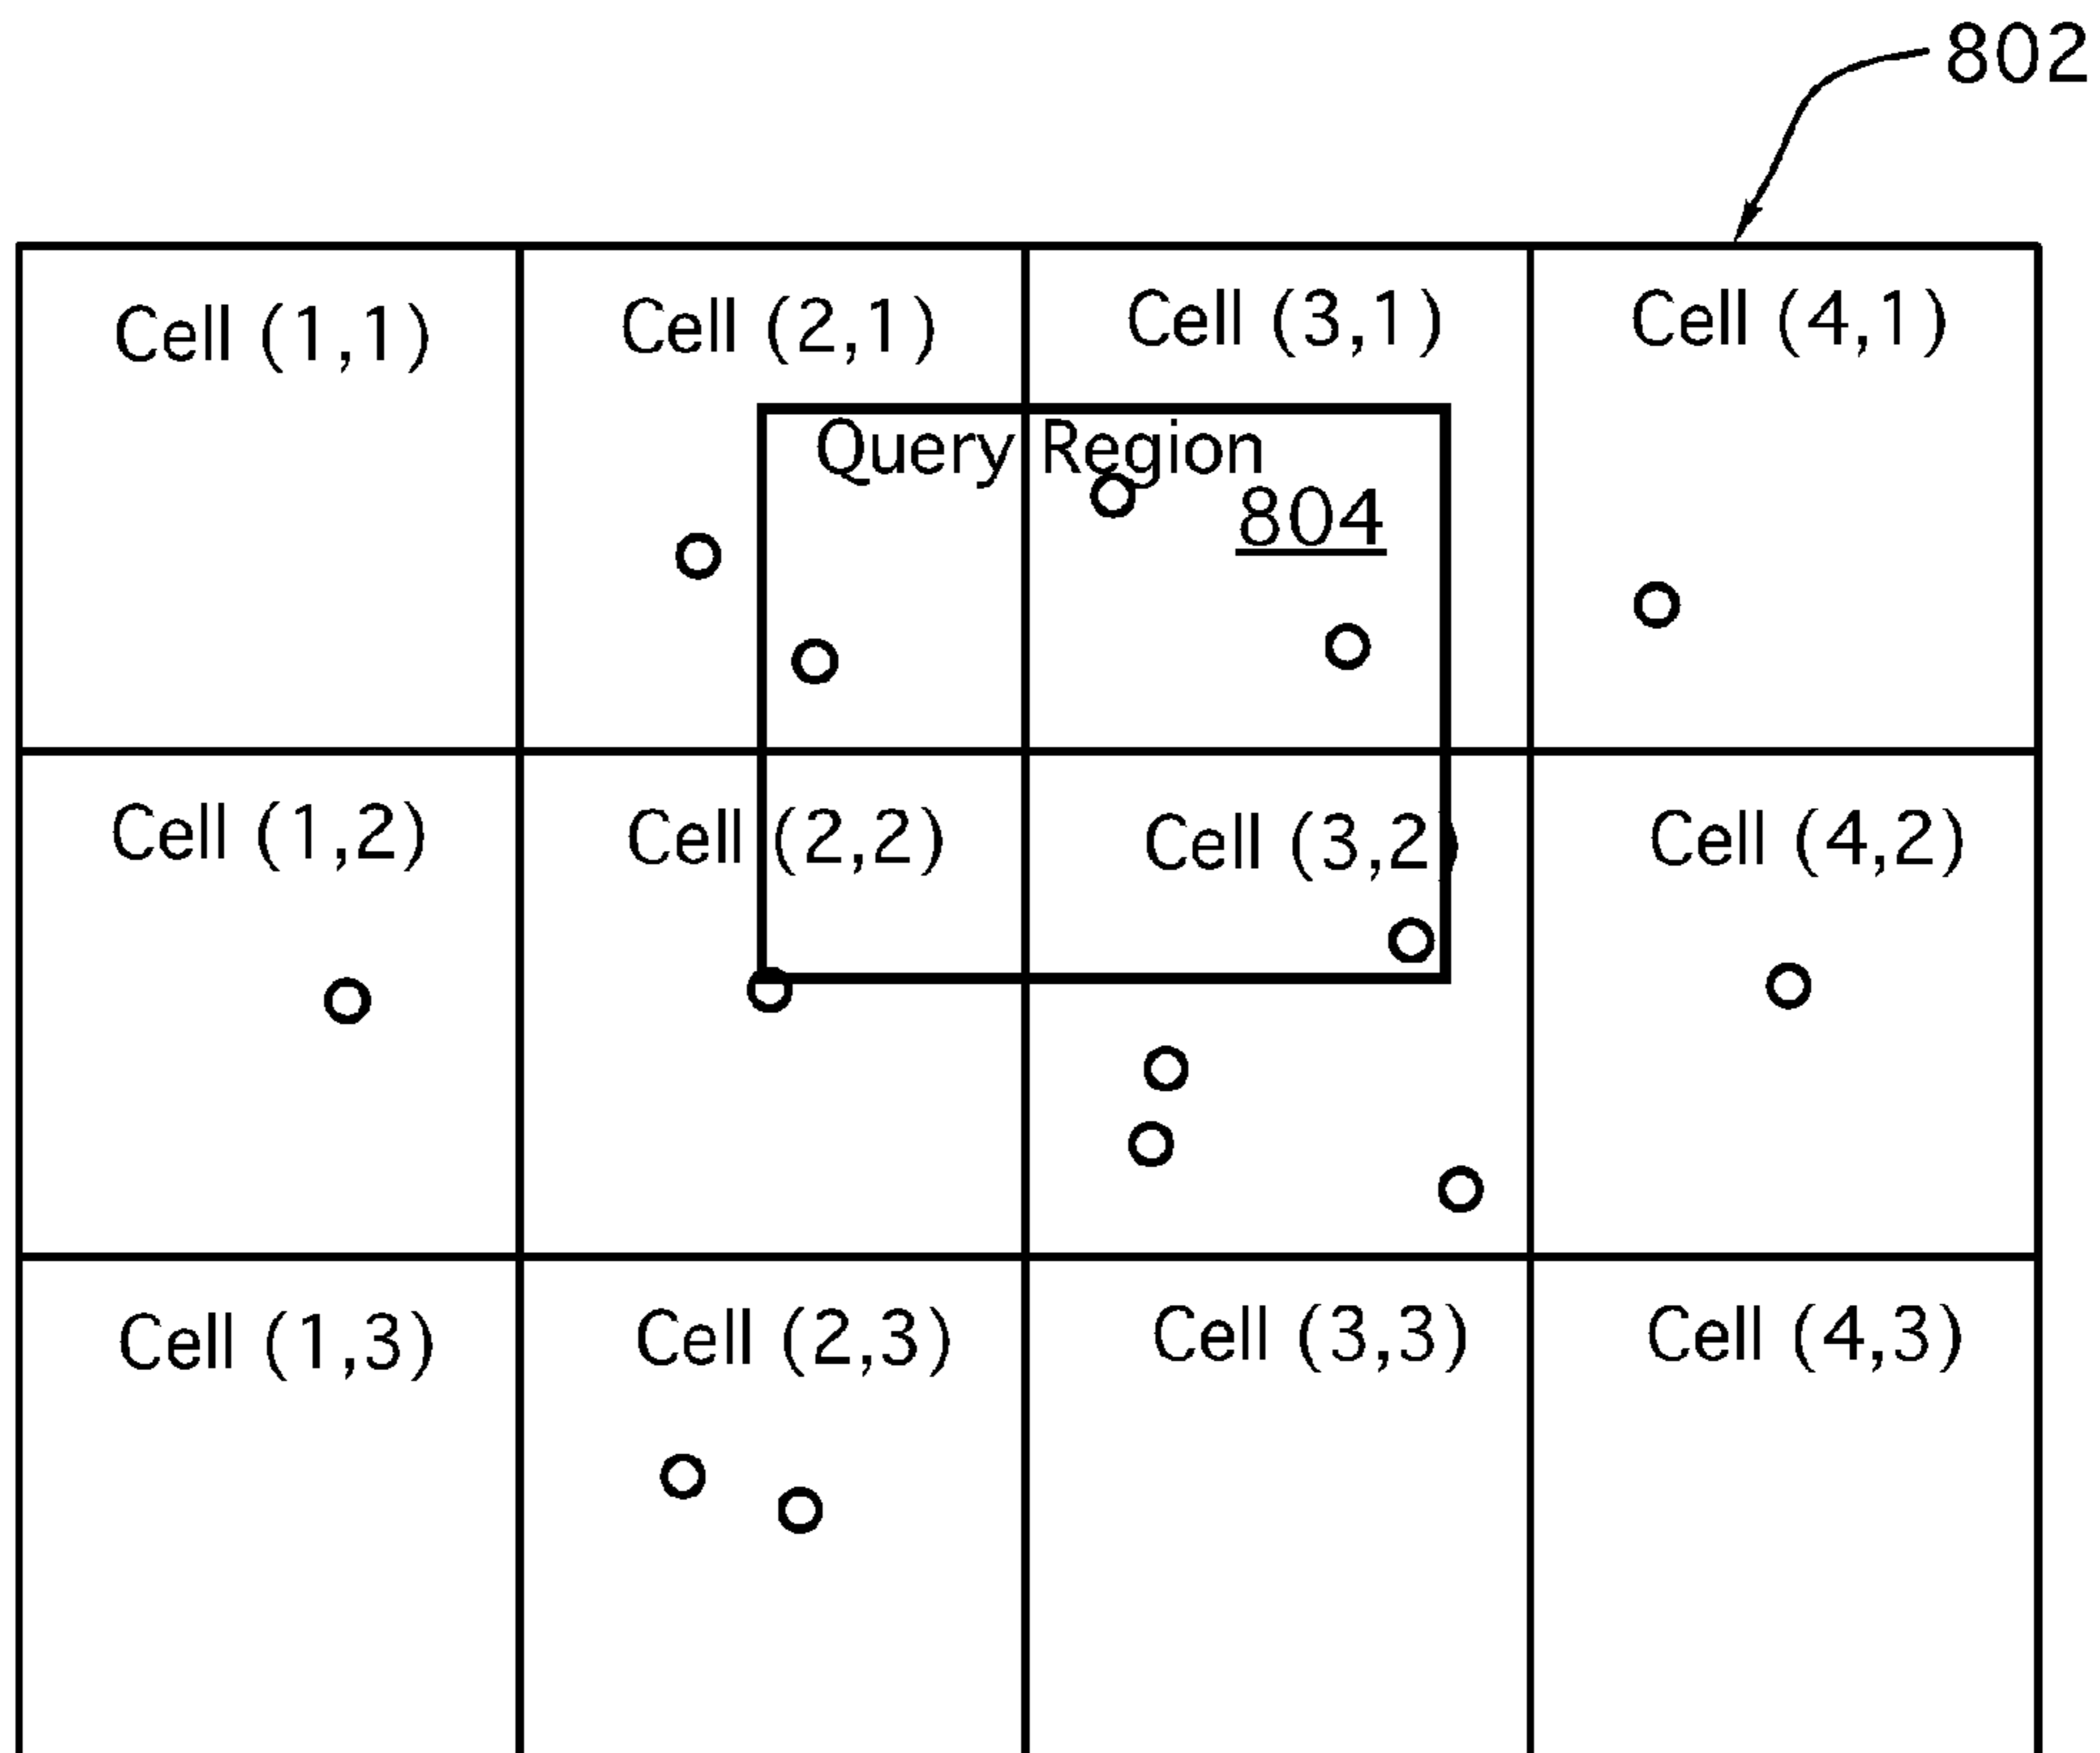 802
Cell (1,1) Cell (2,1) Cell (3,1) Cell (4,1)
Query Region
804
Cell (1,2) Cell (2,2) Cell (3,2) Cell (4,2)
Cell (1,3) Cell (2,3) Cell (3,3) Cell (4,3)